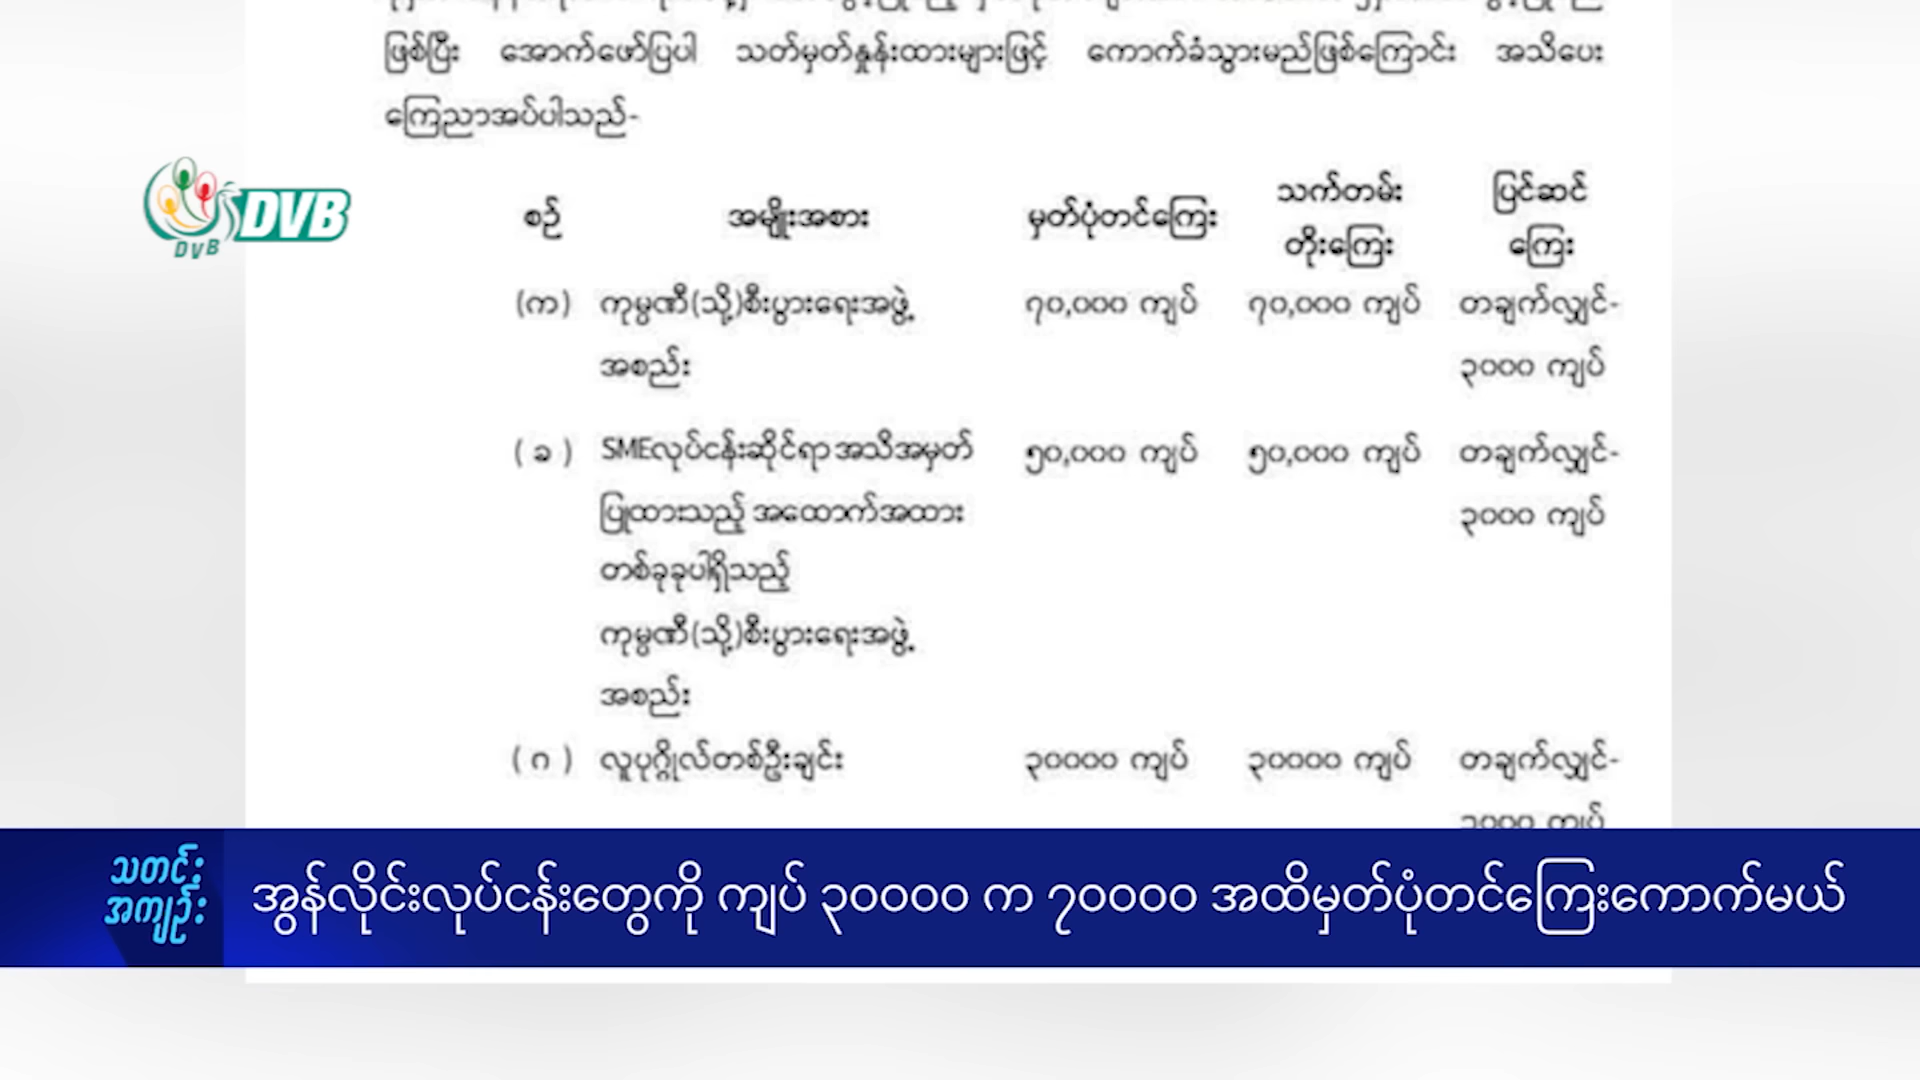 ဖြစ်ပြီး အောက်ဖော်ပြပါ သတ်မှတ်နှုန်းထားများဖြင့် ကောက်ခံသွားမည်ဖြစ်ကြောင်း အသိပေး
ကြေညာအပ်ပါသည်-
DVB
DVB
စဉ် အမျိုးအစား မှတ်ပုံတင်ကြေး သက်တမ်းတိုးကြေး ပြင်ဆင်ကြေး
(က) ကုမ္ပဏီ(သို့)စီးပွားရေးအဖွဲ့ ၇၀,၀၀၀ ကျပ် ၇၀,၀၀၀ ကျပ် တချက်လျှင်-
အစည်း ၃၀၀၀ ကျပ်
( ခ ) SMEလုပ်ငန်းဆိုင်ရာအသိအမှတ် ၅၀,၀၀၀ ကျပ် ၅၀,၀၀၀ ကျပ် တချက်လျှင်-
ပြုထားသည့် အထောက်အထား ၃၀၀၀ ကျပ်
တစ်ခုခုပါရှိသည့်
ကုမ္ပဏီ(သို့)စီးပွားရေးအဖွဲ့
အစည်း
( ဂ ) လူပုဂ္ဂိုလ်တစ်ဦးချင်း ၃၀၀၀၀ ကျပ် ၃၀၀၀၀ ကျပ် တချက်လျှင်-
သတင်း
အကျဉ်း
အွန်လိုင်းလုပ်ငန်းတွေကို ကျပ် ၃၀၀၀၀ က ၇၀၀၀၀ အထိမှတ်ပုံတင်ကြေးကောက်မယ်